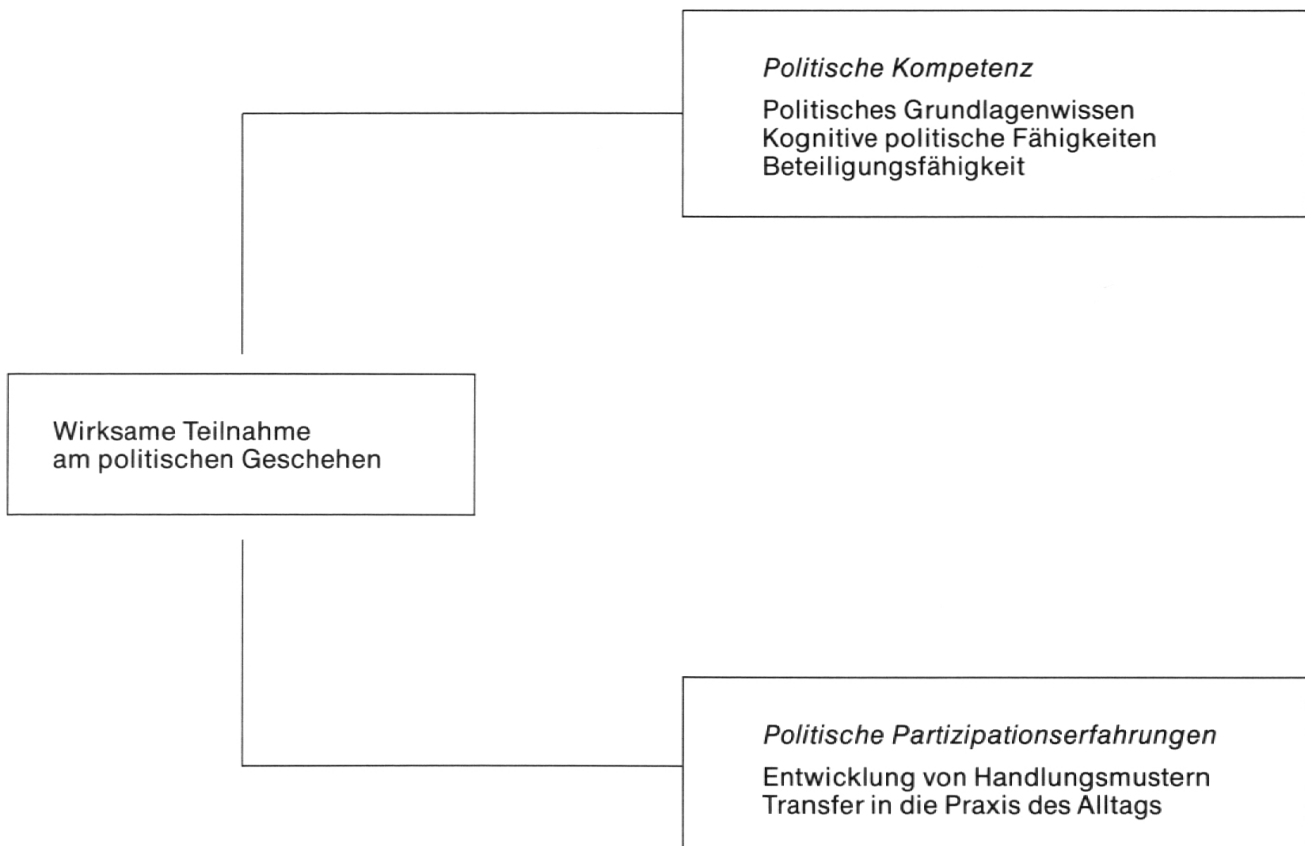 Politische Kompetenz
Politisches Grundlagenwissen
Kognitive politische Fähigkeiten
Beteiligungsfähigkeit
Wirksame Teilnahme
am politischen Geschehen
Politische Partizipationserfahrungen
Entwicklung von Handlungsmustern
Transfer in die Praxis des Alltags